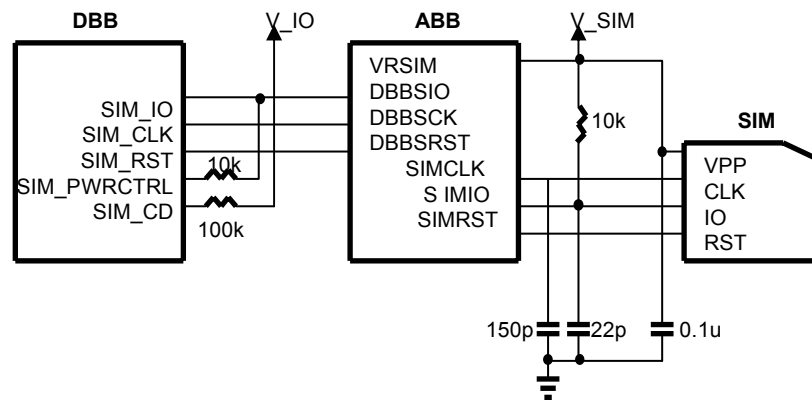 DBB
V_IO
ABB
V_SIM
SIM_IO
SIM_CLK
SIM_RST
SIM_PWRCTRL
SIM_CD
10k
100k
VRSIM
DBBSIO
DBBSCK
DBBSRST
SIMCLK
S IMIO
SIMRST
10k
SIM
VPP
CLK
IO
RST
150p
22p
0.1u